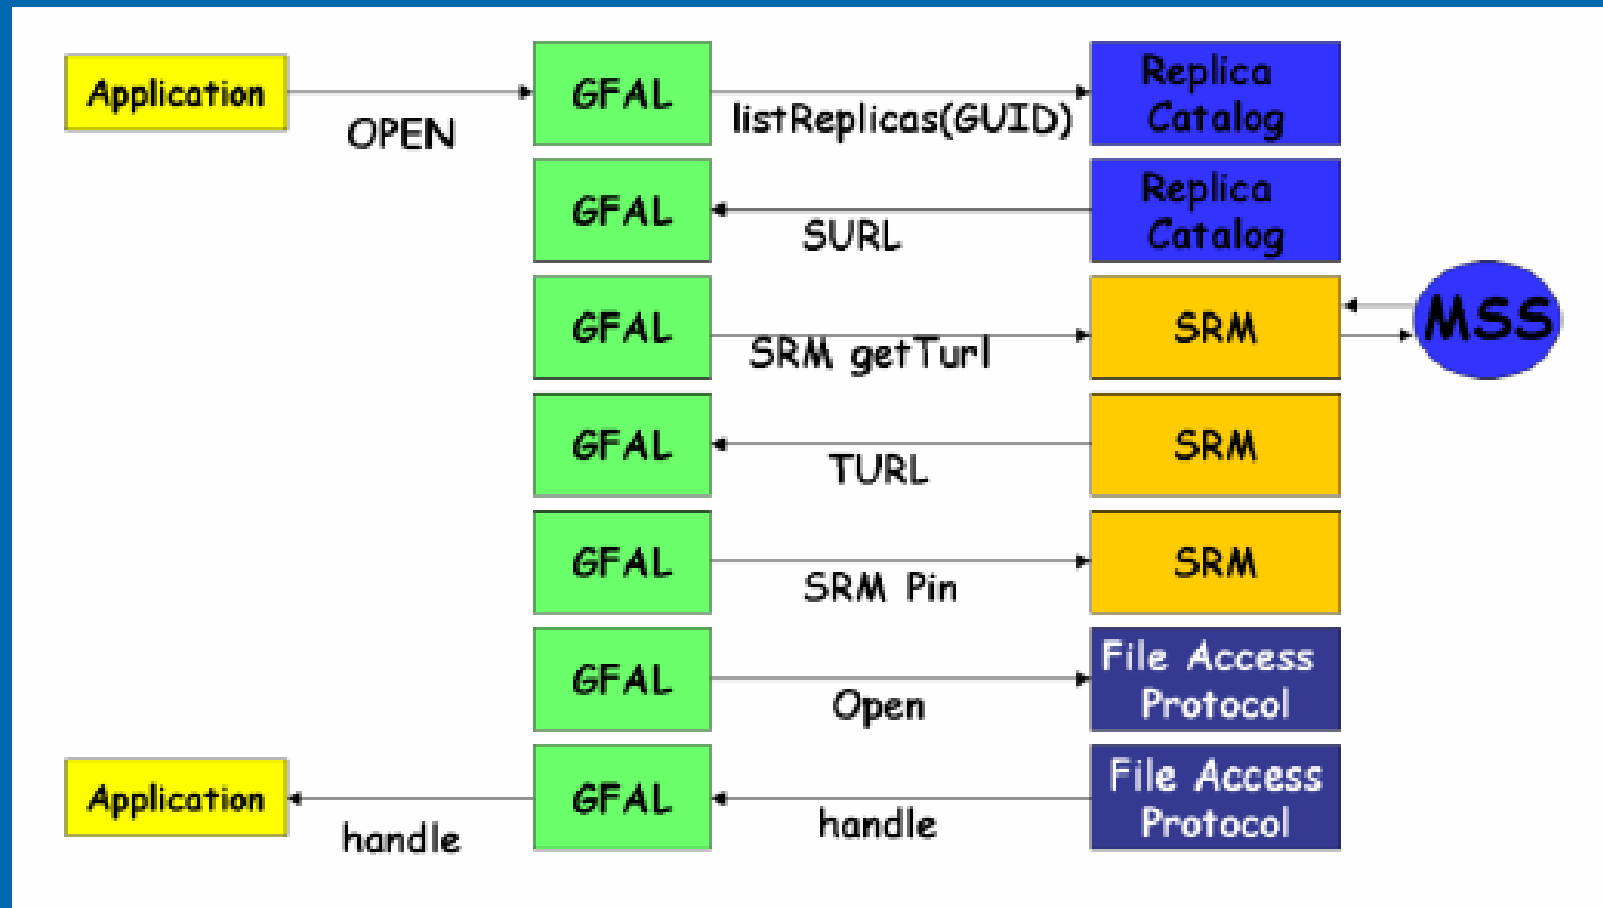 Application
OPEN
GFAL
listReplicas(GUID)
Replica
Catalog
GFAL
SURL
Replica
Catalog
GFAL
SRM getTurl
SRM
MSS
GFAL
TURL
SRM
GFAL
SRM Pin
SRM
GFAL
Open
File Access
Protocol
Application
handle
GFAL
handle
File Access
Protocol